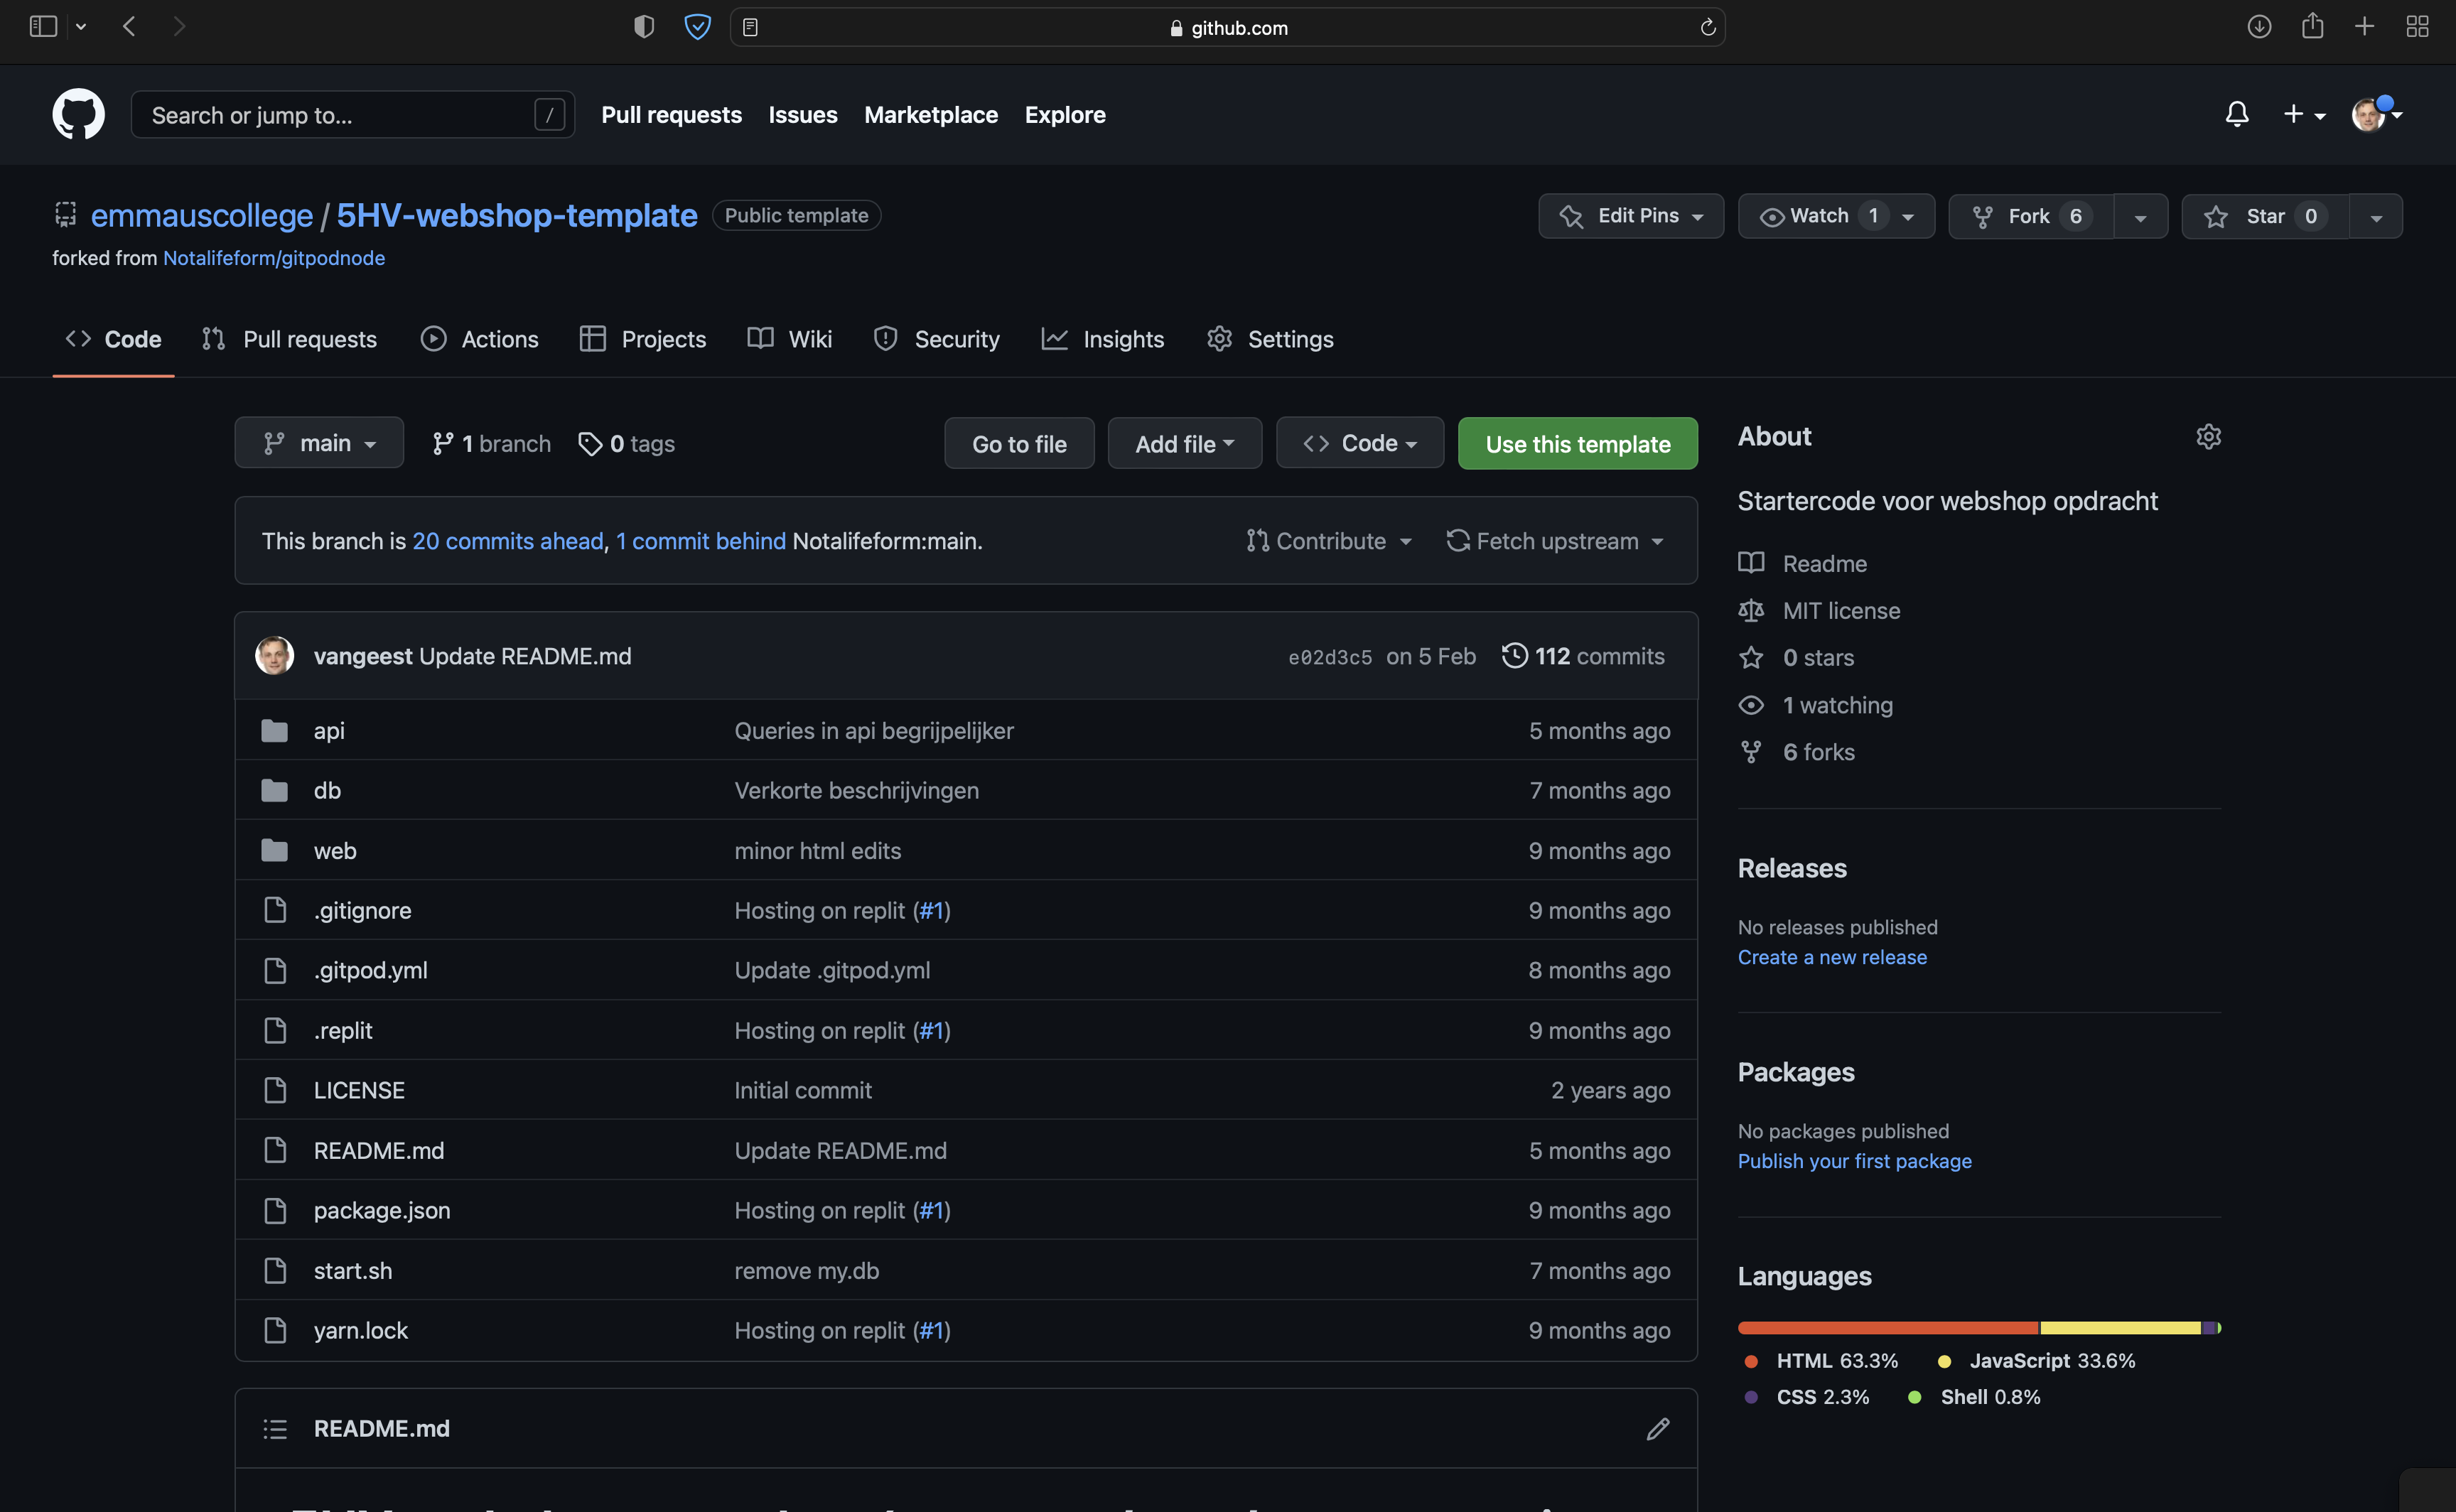 github.com
Search or jump to... /
Pull requests Issues Marketplace Explore
emmauscollege / 5HV-webshop-template Public template
Edit Pins Watch 1 Fork 6 Star 0
forked from Notalifeform/gitpodnode
Code Pull requests Actions Projects Wiki Security Insights Settings
main 1 branch 0 tags Go to file Add file Code Use this template
This branch is 20 commits ahead, 1 commit behind Notalifeform:main. Contribute Fetch upstream
vangeest Update README.md e02d3c5 on 5 Feb 112 commits
api Queries in api begrijpelijker 5 months ago
db Verkorte beschrijvingen 7 months ago
web minor html edits 9 months ago
.gitignore Hosting on replit (#1) 9 months ago
.gitpod.yml Update .gitpod.yml 8 months ago
.replit Hosting on replit (#1) 9 months ago
LICENSE Initial commit 2 years ago
README.md Update README.md 5 months ago
package.json Hosting on replit (#1) 9 months ago
start.sh remove my.db 7 months ago
yarn.lock Hosting on replit (#1) 9 months ago
README.md
About
Startercode voor webshop opdracht
Readme
MIT license
0 stars
1 watching
6 forks
Releases
No releases published
Create a new release
Packages
No packages published
Publish your first package
Languages
HTML 63.3% JavaScript 33.6%
CSS 2.3% Shell 0.8%